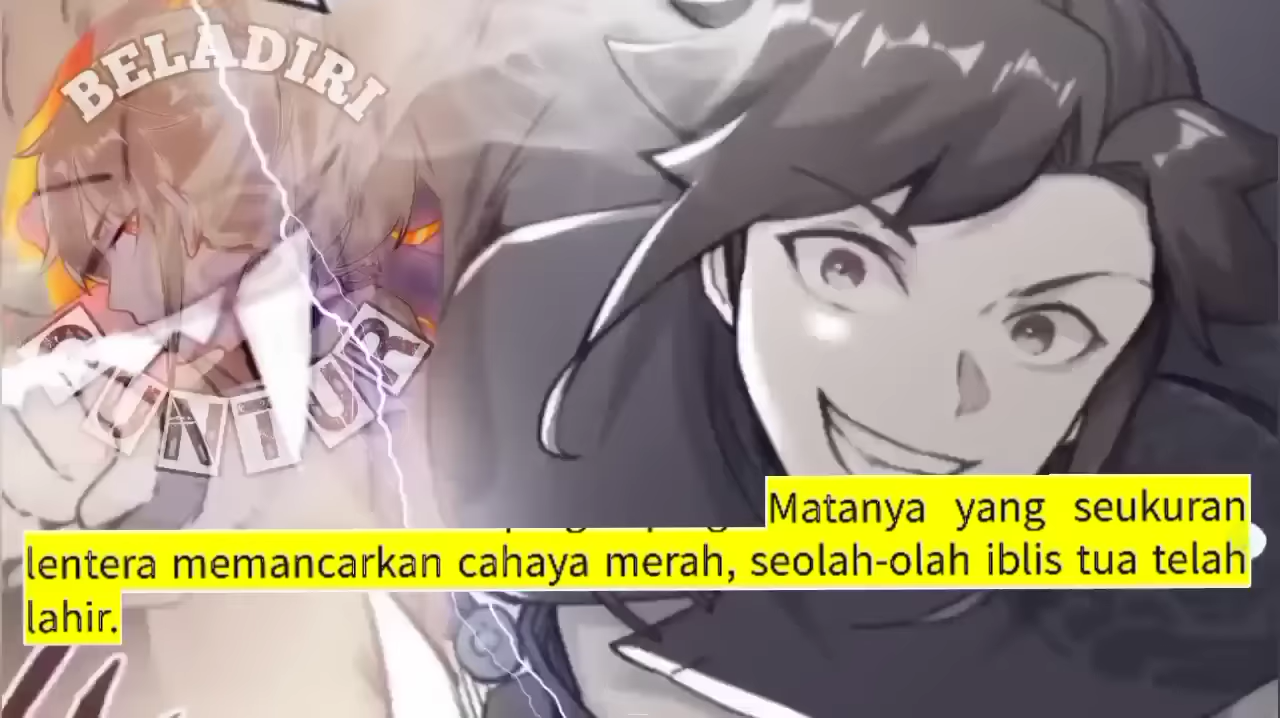 BELADIRI
GUNTUR
Matanya yang seukuran
lentera memancarkan cahaya merah, seolah-olah iblis tua telah
lahir.